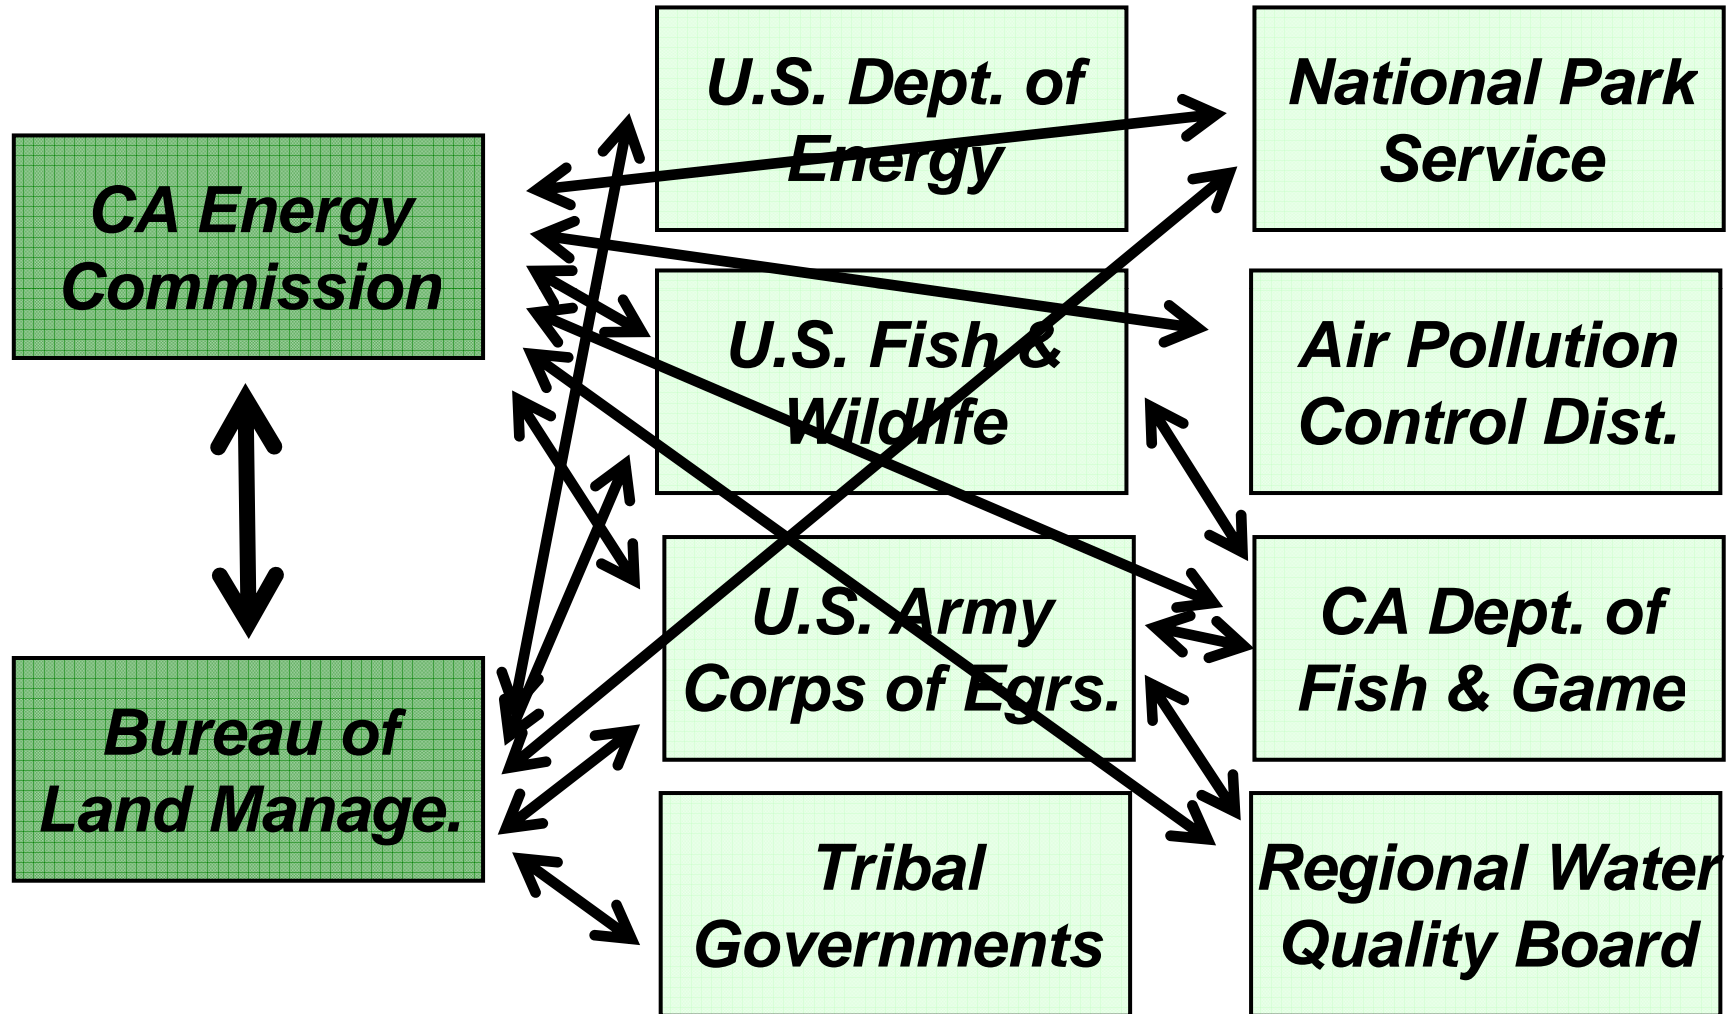 CA Energy
Commission
Bureau of
Land Manage.
U.S. Dept. of
Energy
U.S. Fish &
Wildlife
U.S. Army
Corps of Egrs.
Tribal
Governments
National Park
Service
Air Pollution
Control Dist.
CA Dept. of
Fish & Game
Regional Water
Quality Board